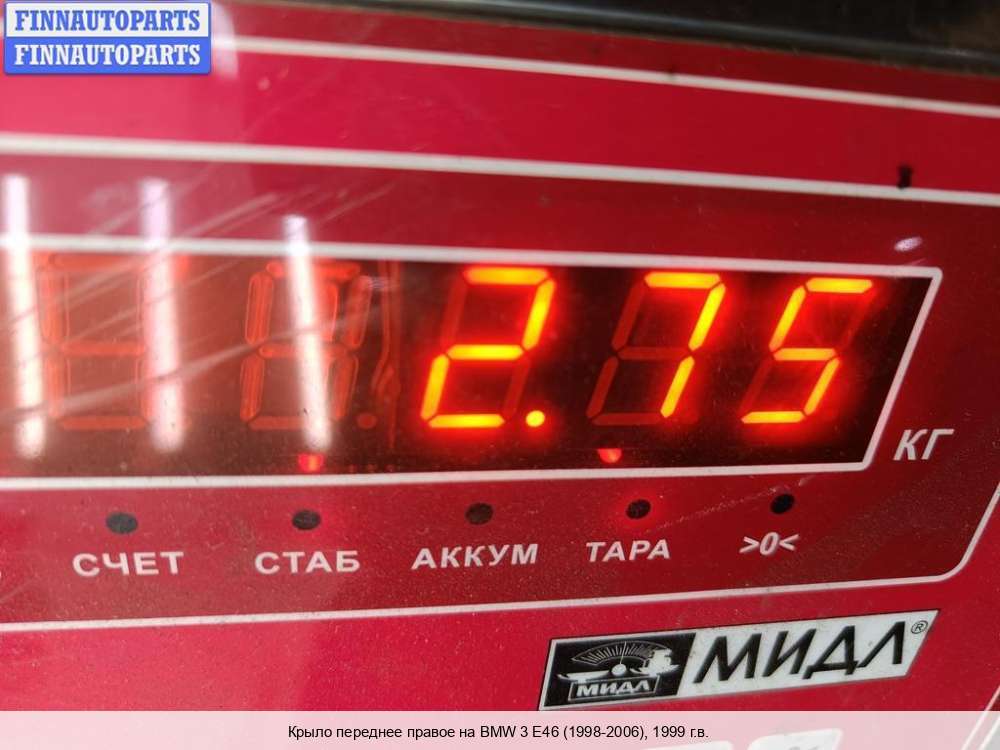 FINNAUTOPARTS
FINNAUTOPARTS
2.75
КГ
СЧЕТ СТАБ АККУМ ТАРА >0<
МИДЛ МИДЛ®
Крыло переднее правое на BMW 3 E46 (1998-2006), 1999 г.в.